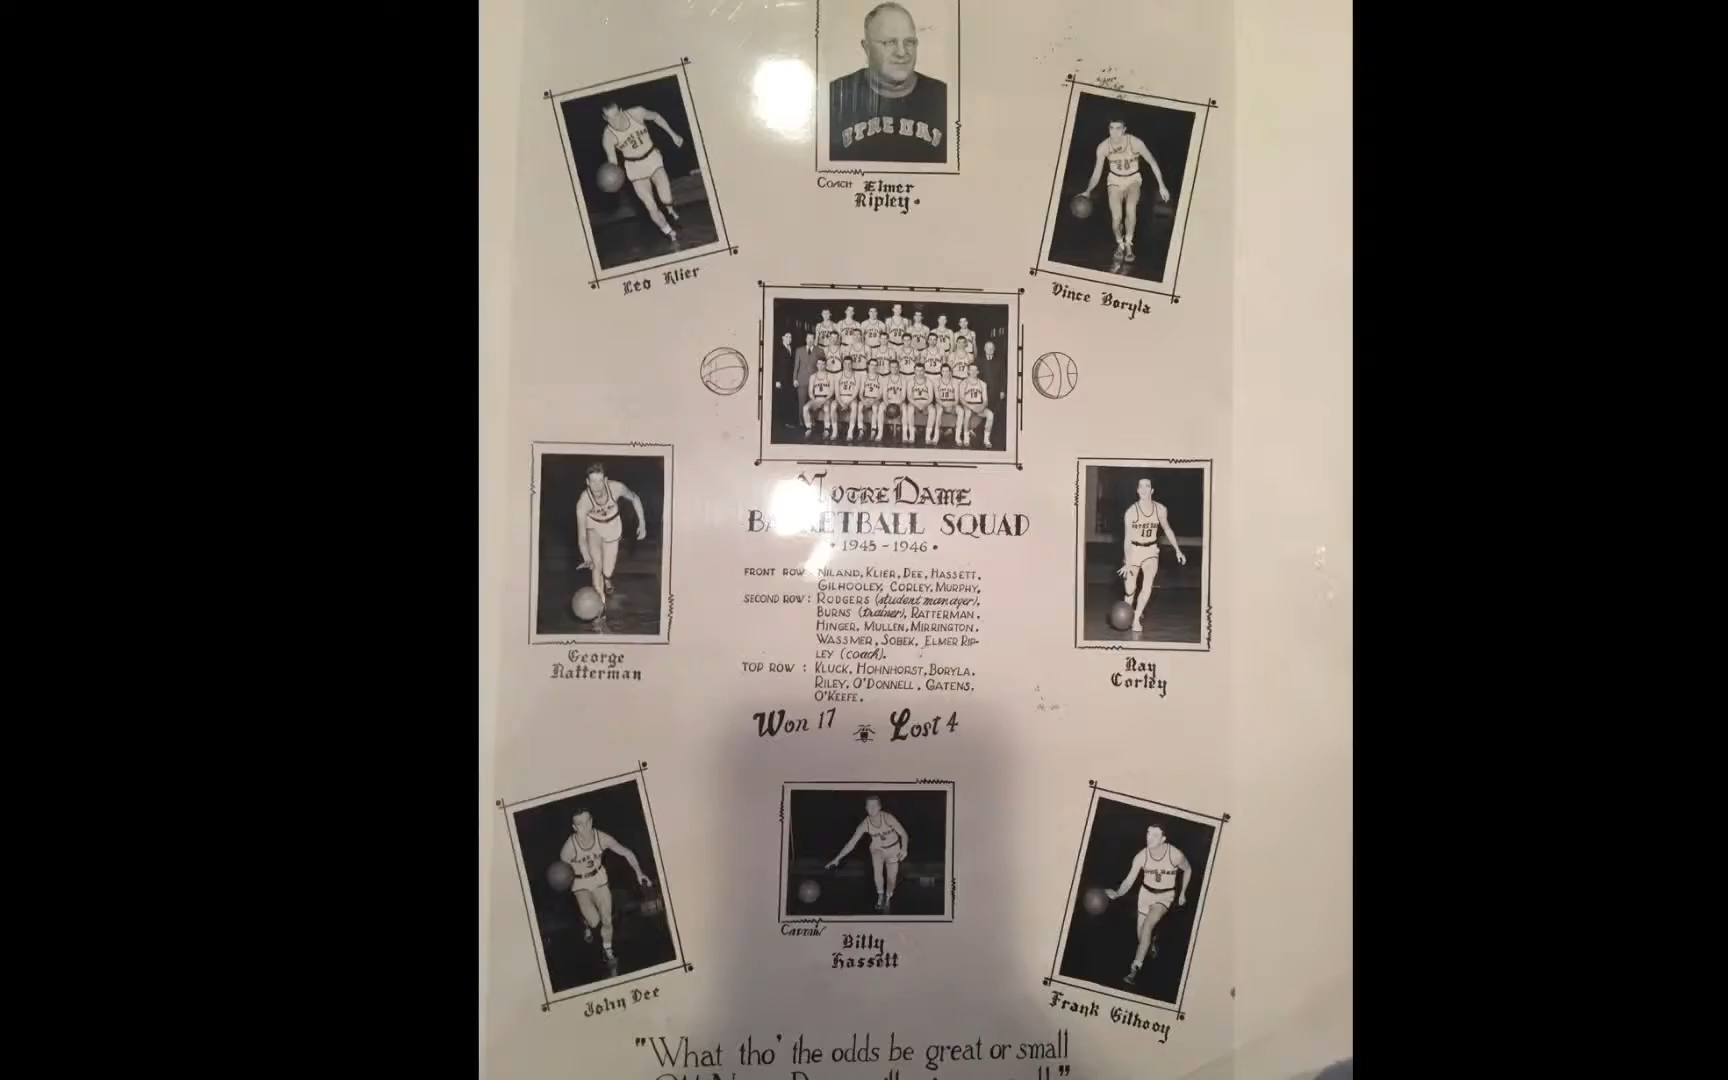 COACH Elmer
Ripley.
Leo Klier
Vince Boryla
NOTRE DAME
BASKETBALL SQUAD
• 1945 - 1946 •
FRONT ROW: NILAND, KLIER, DEE, HASSETT,
GILHOOLEY, CORLEY, MURPHY,
SECOND ROW: RODGERS (student manager),
BURNS (trainer), RATTERMAN,
HINGER, MULLEN, MIRRINGTON,
WASSMER, SOBEK, ELMER RIP-
LEY (coach).
TOP ROW: KLUCK, HOHNHORST, BORYLA,
RILEY, O'DONNELL, GATENS,
O'KEEFE.
Won 17 Lost 4
George
Ratterman
Ray
Corley
John Dee
CAPTAIN Billy
Hassett
Frank Gilhooy
"What tho' the odds be great or small